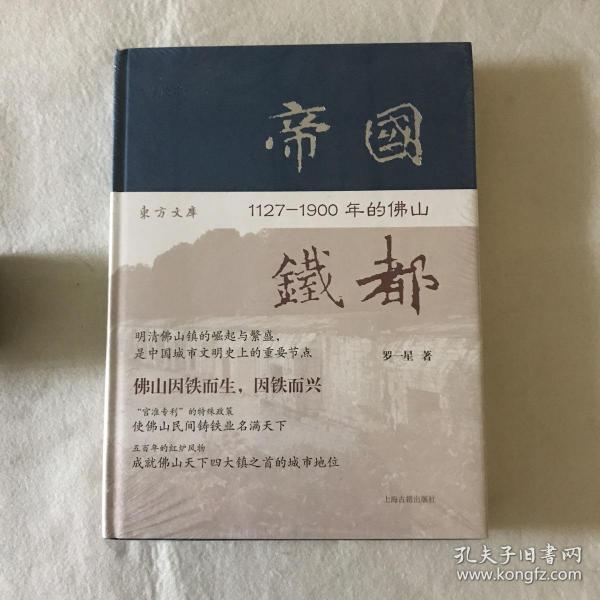 帝國
東方文庫
1127—1900 年的佛山
鐵都
明清佛山镇的崛起与繁盛，
是中国城市文明史上的重要节点
罗一星 著
佛山因铁而生，因铁而兴
“官准专利”的特殊政策
使佛山民间铸铁业名满天下
五百年的红炉风物
成就佛山天下四大镇之首的城市地位
上海古籍出版社
孔夫子旧书网
www.kongfz.com